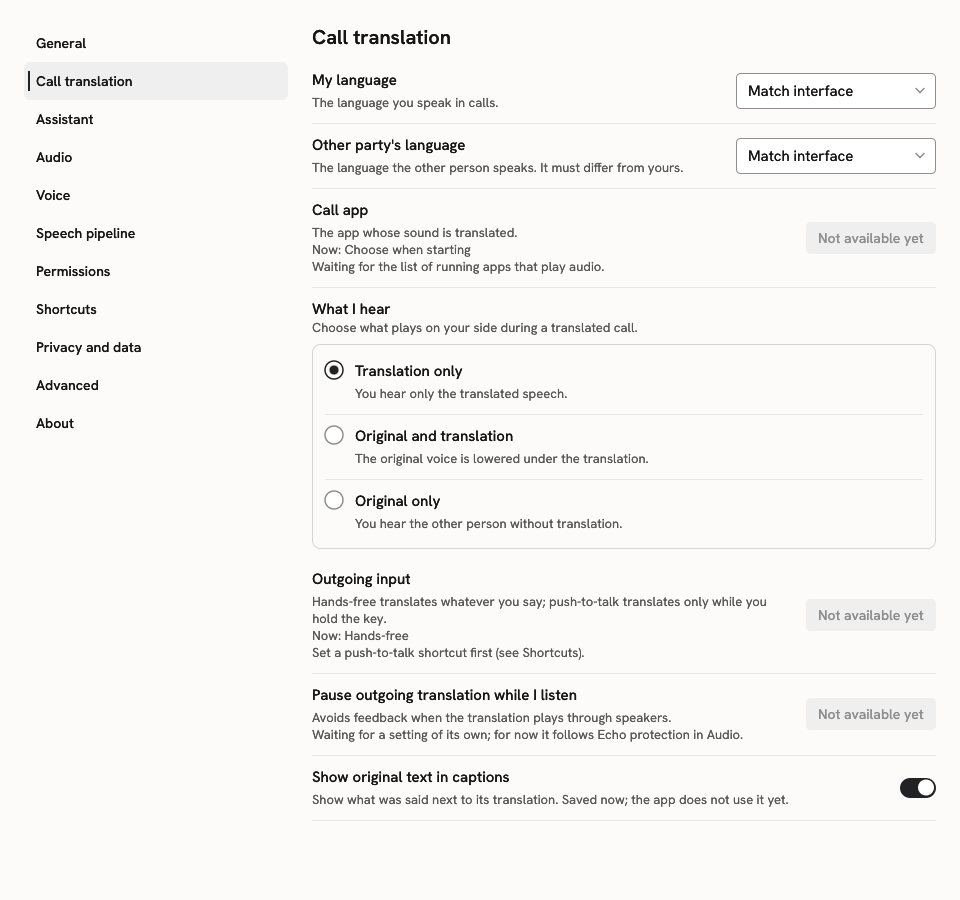 General
Call translation
Assistant
Audio
Voice
Speech pipeline
Permissions
Shortcuts
Privacy and data
Advanced
About
Call translation
My language
The language you speak in calls.
Match interface
Other party's language
The language the other person speaks. It must differ from yours.
Match interface
Call app
The app whose sound is translated.
Now: Choose when starting
Waiting for the list of running apps that play audio.
Not available yet
What I hear
Choose what plays on your side during a translated call.
Translation only
You hear only the translated speech.
Original and translation
The original voice is lowered under the translation.
Original only
You hear the other person without translation.
Outgoing input
Hands-free translates whatever you say; push-to-talk translates only while you
hold the key.
Now: Hands-free
Set a push-to-talk shortcut first (see Shortcuts).
Not available yet
Pause outgoing translation while I listen
Avoids feedback when the translation plays through speakers.
Waiting for a setting of its own; for now it follows Echo protection in Audio.
Not available yet
Show original text in captions
Show what was said next to its translation. Saved now; the app does not use it yet.